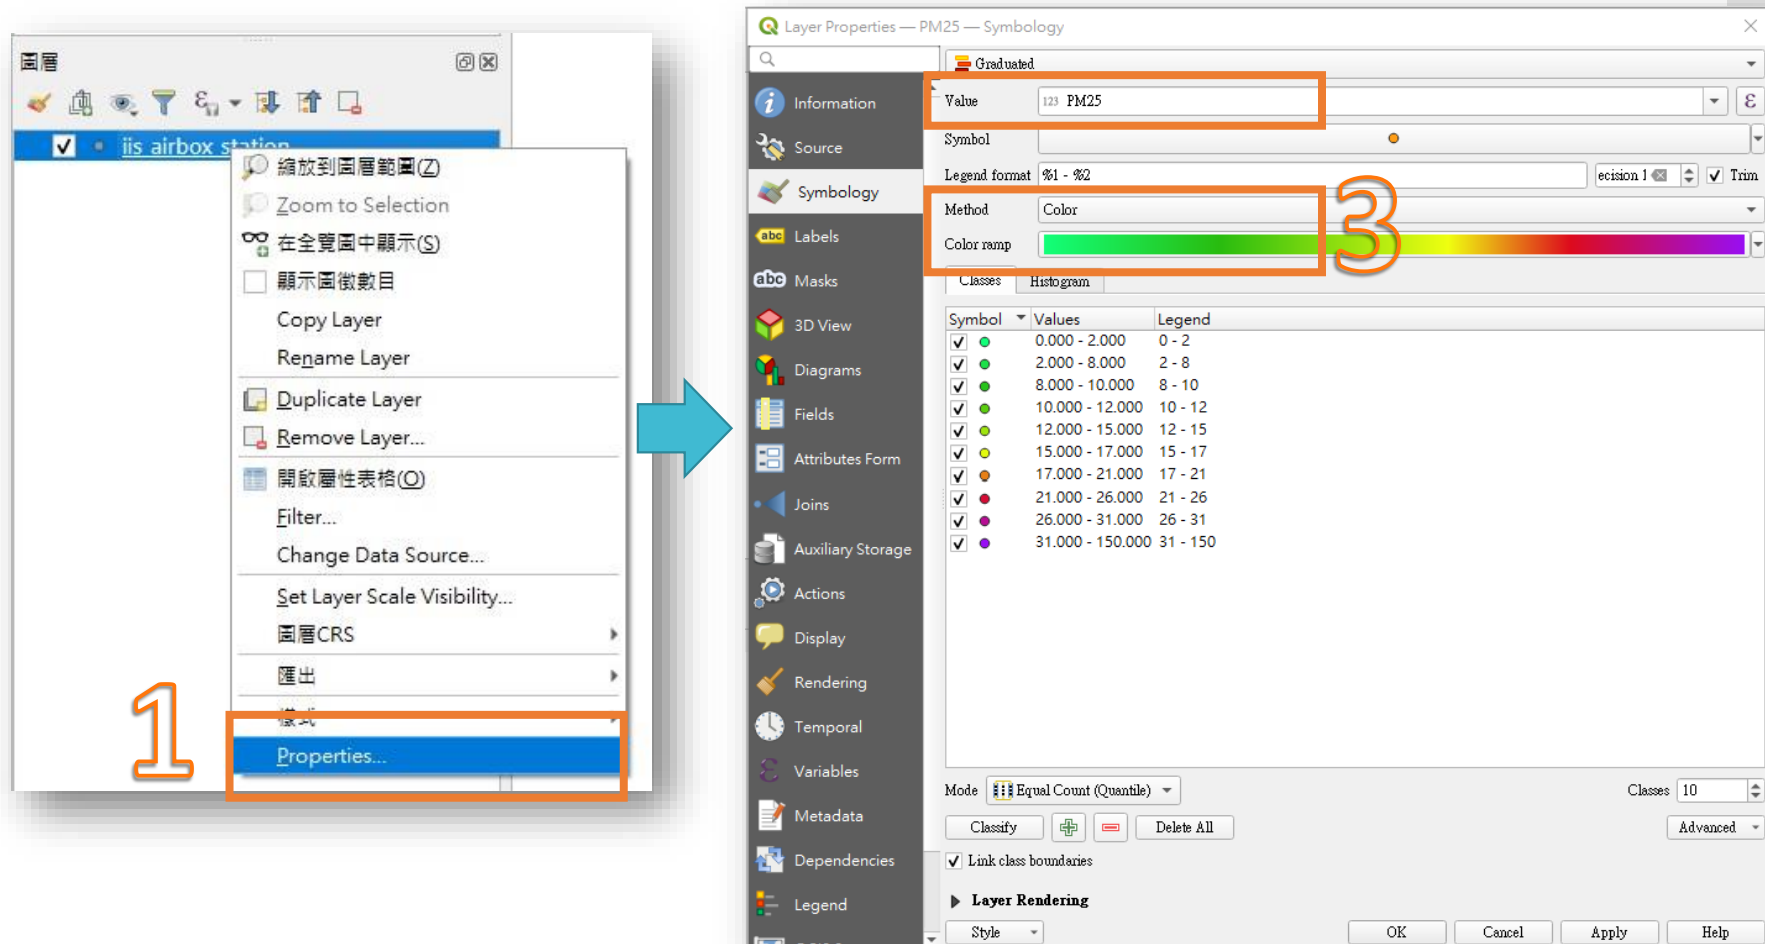 圖層
iis airbox station
縮放到圖層範圍(Z)
Zoom to Selection
在全覽圖中顯示(S)
顯示圖徵數目
Copy Layer
Rename Layer
Duplicate Layer
Remove Layer...
開啟屬性表格(O)
Filter...
Change Data Source...
Set Layer Scale Visibility...
圖層CRS
匯出
樣式
Properties...
1
Layer Properties — PM25 — Symbology
Information
Source
Symbology
abc Labels
abc Masks
3D View
Diagrams
Fields
Attributes Form
Joins
Auxiliary Storage
Actions
Display
Rendering
Temporal
Variables
Metadata
Dependencies
Legend
Graduated
Value 123 PM25 ε
Symbol
Legend format %1 - %2 ecision 1 Trim
Method Color
Color ramp
3
Classes Histogram
Symbol Values Legend
0.000 - 2.000 0 - 2
2.000 - 8.000 2 - 8
8.000 - 10.000 8 - 10
10.000 - 12.000 10 - 12
12.000 - 15.000 12 - 15
15.000 - 17.000 15 - 17
17.000 - 21.000 17 - 21
21.000 - 26.000 21 - 26
26.000 - 31.000 26 - 31
31.000 - 150.000 31 - 150
Mode Equal Count (Quantile) Classes 10
Classify Delete All Advanced
Link class boundaries
Layer Rendering
Style OK Cancel Apply Help